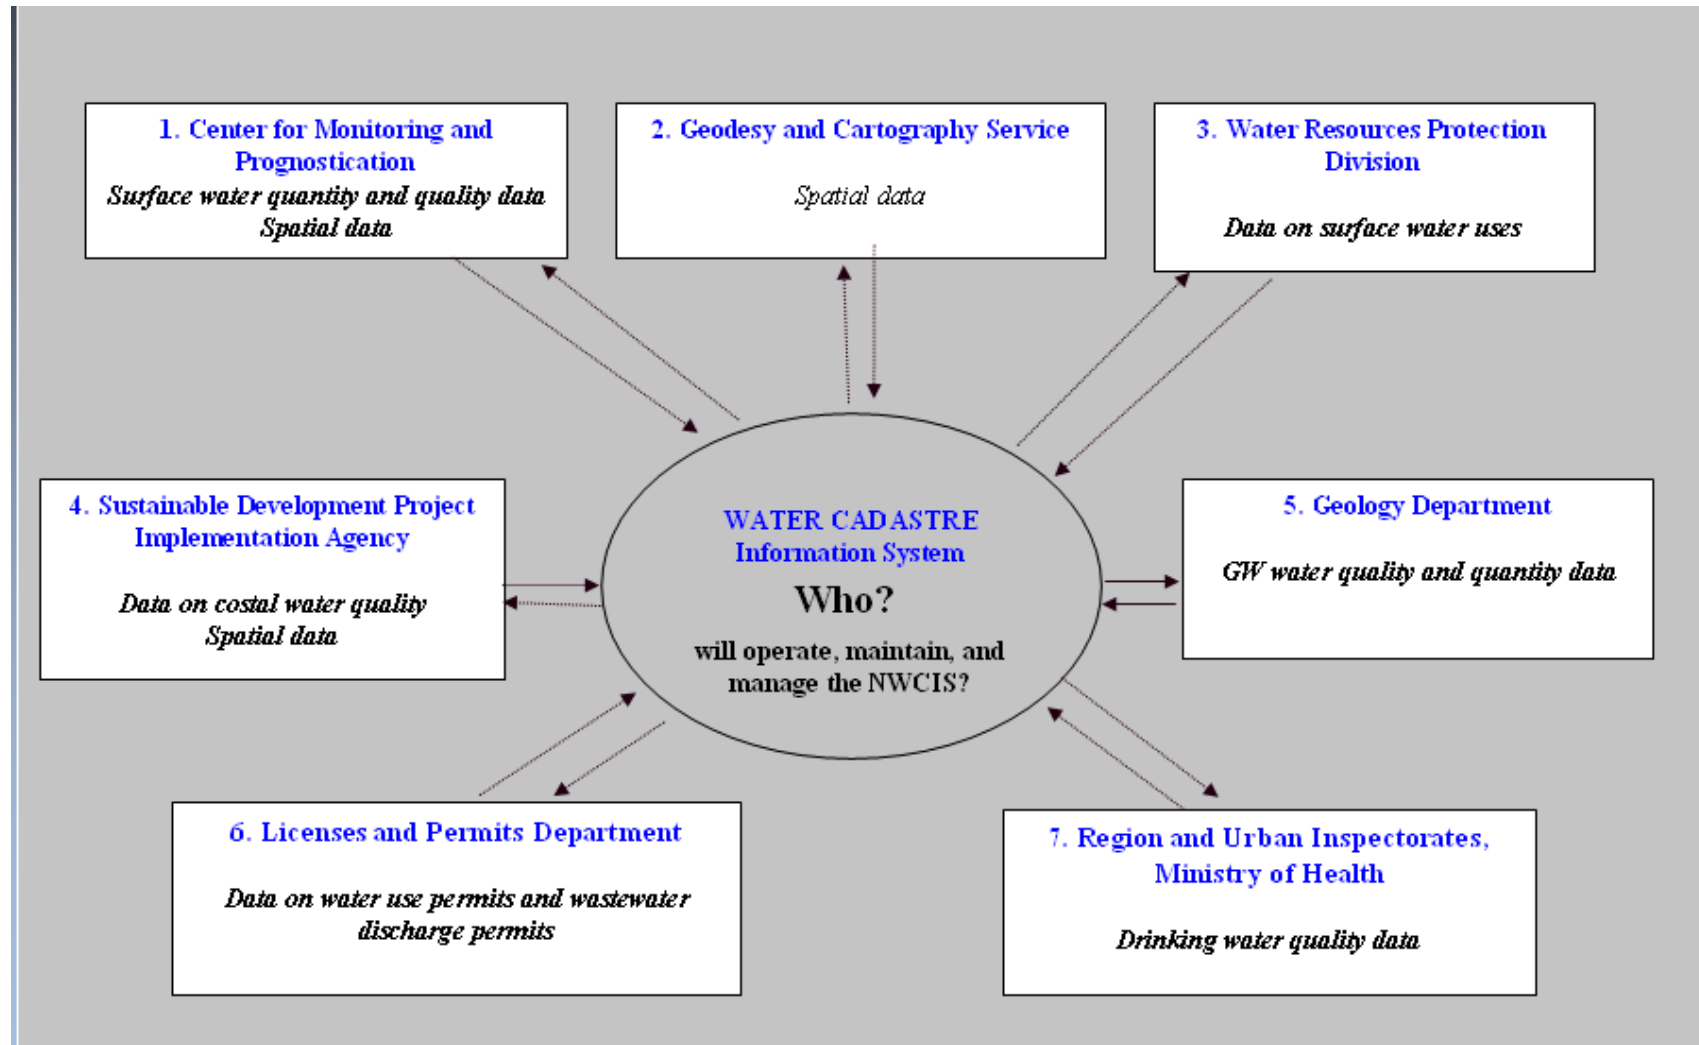 1. Center for Monitoring and
Prognostication
Surface water quantity and quality data
Spatial data
2. Geodesy and Cartography Service
Spatial data
3. Water Resources Protection
Division
Data on surface water uses
4. Sustainable Development Project
Implementation Agency
Data on costal water quality
Spatial data
WATER CADASTRE
Information System
Who?
will operate, maintain, and
manage the NWCIS?
5. Geology Department
GW water quality and quantity data
6. Licenses and Permits Department
Data on water use permits and wastewater
discharge permits
7. Region and Urban Inspectorates,
Ministry of Health
Drinking water quality data